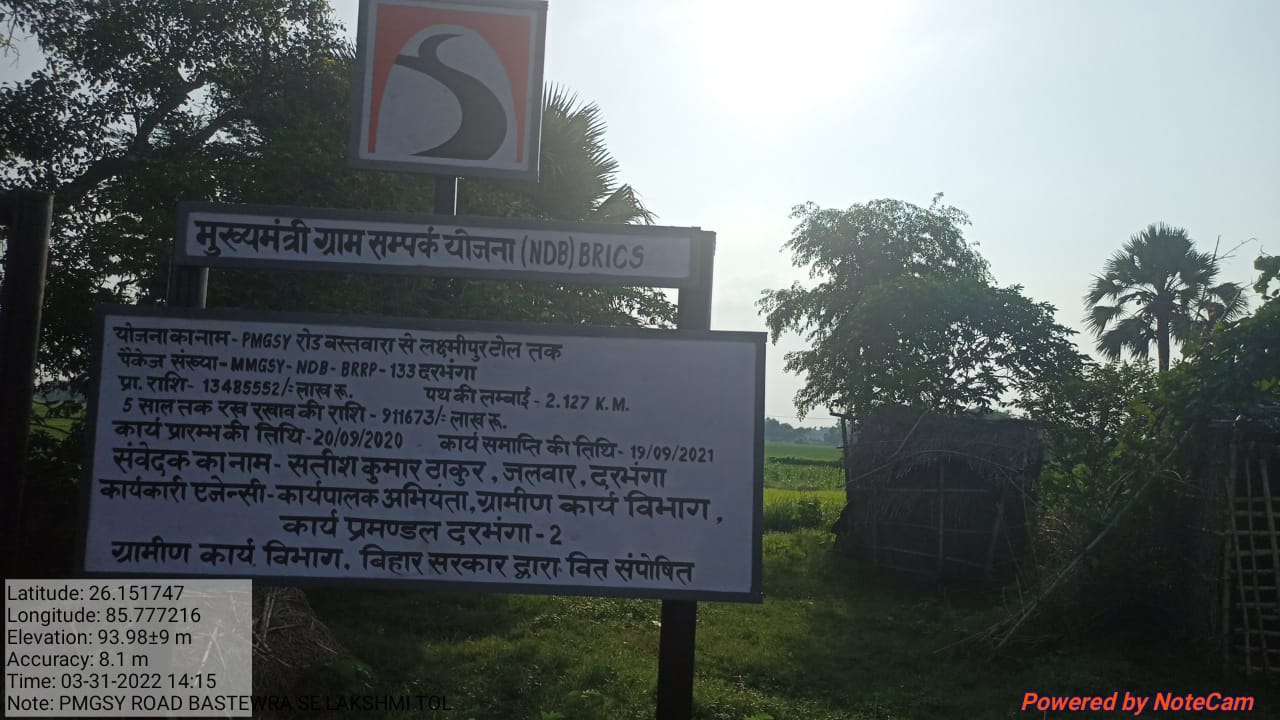 मुख्यमंत्री ग्राम सम्पर्क योजना (NDB) BRICS
योजना का नाम - PMGSY रोड बस्तवारा से लक्ष्मीपुर टोल तक
पैकेज संख्या - MMGSY - NDB - BRRP - 133 दरभंगा
प्रा. राशि - 13485552/= लाख रु. पथ की लम्बाई - 2.127 K.M.
5 साल तक रख रखाव की राशि - 911673/= लाख रु.
कार्य प्रारम्भ की तिथि - 20/09/2020 कार्य समाप्ति की तिथि - 19/09/2021
संवेदक का नाम - सतीश कुमार ठाकुर, जलवार, दरभंगा
कार्यकारी एजेन्सी - कार्यपालक अभियंता, ग्रामीण कार्य विभाग,
कार्य प्रमण्डल दरभंगा - 2
ग्रामीण कार्य विभाग. बिहार सरकार द्वारा वित संपोषित
Latitude: 26.151747
Longitude: 85.777216
Elevation: 93.98±9 m
Accuracy: 8.1 m
Time: 03-31-2022 14:15
Note: PMGSY ROAD BASTEWRA SE LAKSHMI TOL
Powered by NoteCam